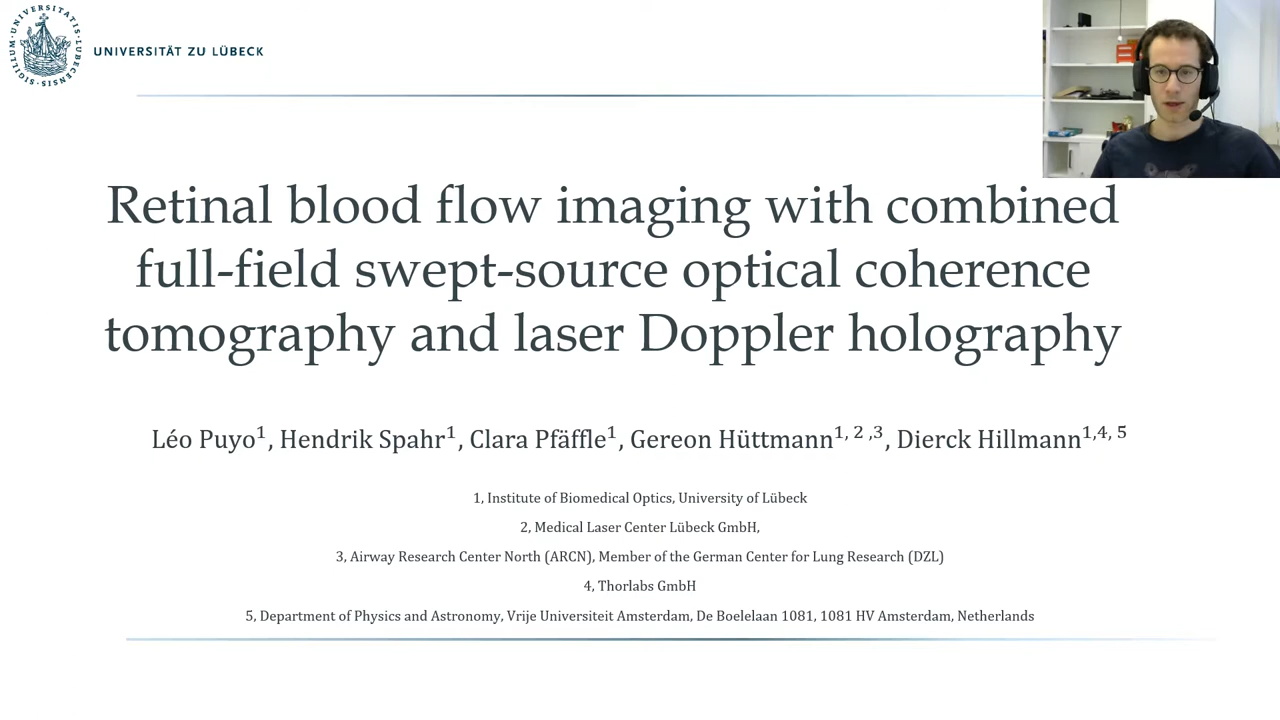 SIGILLUM · UNIVERSITATIS · LUBECENSIS
UNIVERSITÄT ZU LÜBECK
Retinal blood flow imaging with combined
full-field swept-source optical coherence
tomography and laser Doppler holography
Léo Puyo1, Hendrik Spahr1, Clara Pfäffle1, Gereon Hüttmann1, 2 ,3, Dierck Hillmann1,4, 5
1, Institute of Biomedical Optics, University of Lübeck
2, Medical Laser Center Lübeck GmbH,
3, Airway Research Center North (ARCN), Member of the German Center for Lung Research (DZL)
4, Thorlabs GmbH
5, Department of Physics and Astronomy, Vrije Universiteit Amsterdam, De Boelelaan 1081, 1081 HV Amsterdam, Netherlands